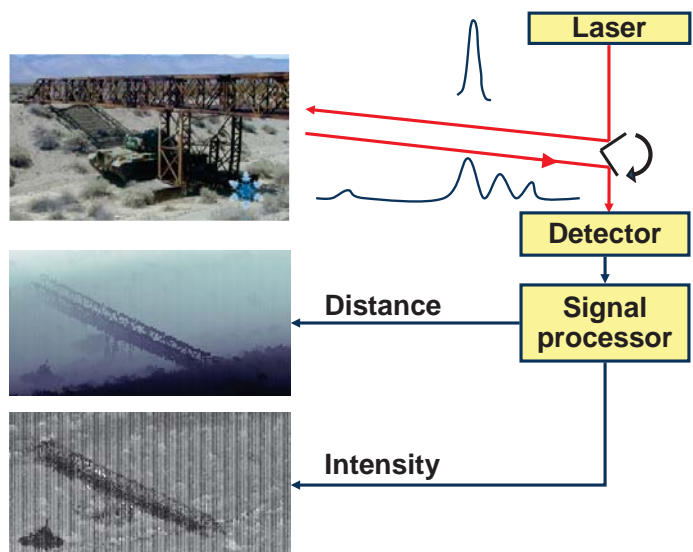 Laser
Detector
Distance
Signal
processor
Intensity